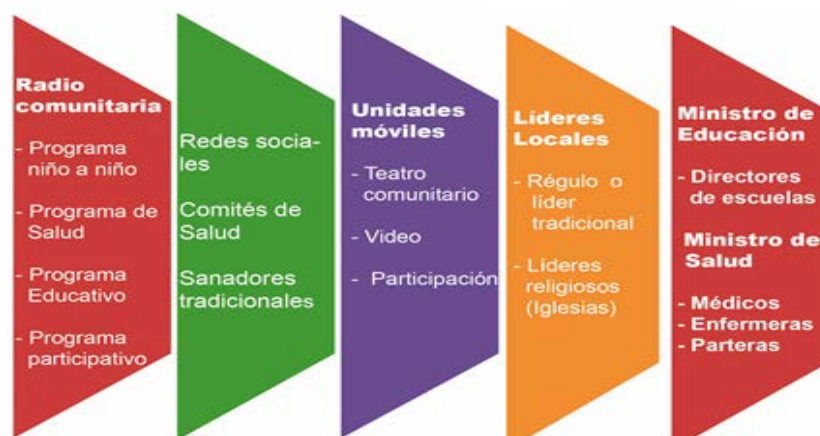 Radio
comunitaria
- Programa
niño a niño
- Programa de
Salud
- Programa
Educativo
- Programa
participativo
Redes socia-
les
Comités de
Salud
Sanadores
tradicionales
Unidades
móviles
- Teatro
comunitario
- Video
- Participación
Líderes
Locales
- Régulo o
líder
tradicional
- Líderes
religiosos
(Iglesias)
Ministro de
Educación
- Directores
de escuelas
Ministro de
Salud
- Médicos
- Enfermeras
- Parteras